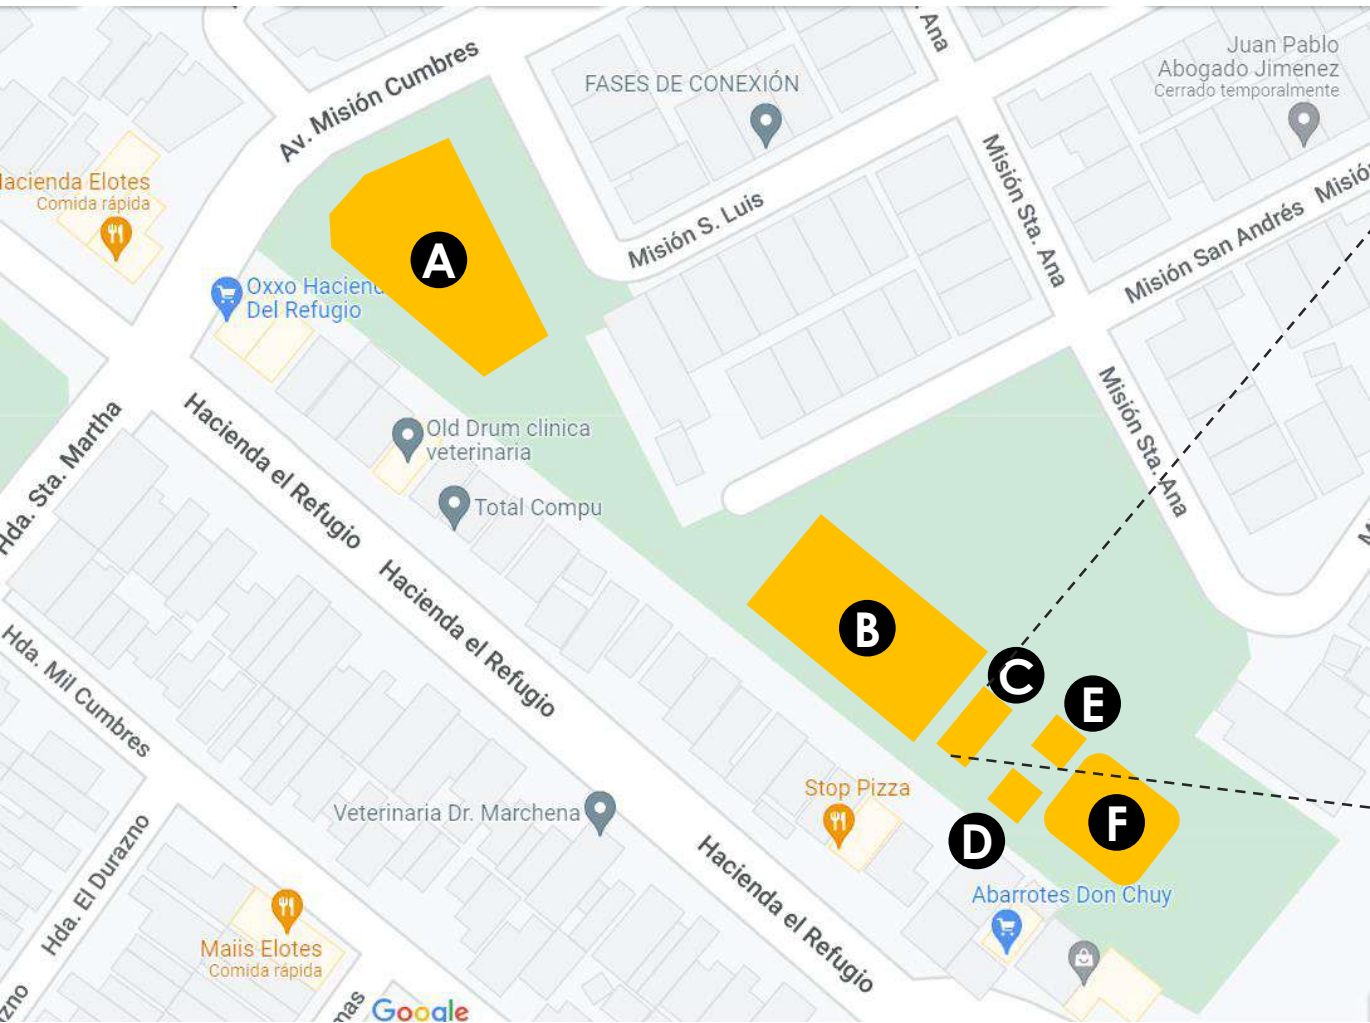 Ana
Juan Pablo
Abogado Jimenez
Cerrado temporalmente
Av. Misión Cumbres
FASES DE CONEXIÓN
Hacienda Elotes
Comida rápida
Misión Sta. Ana
Misión S. Luis
Misión San Andrés
Misión
A
Oxxo Hacienda
Del Refugio
Hacienda el Refugio
Hda. Sta. Martha
Old Drum clinica
veterinaria
Total Compu
Misión Sta. Ana
Hacienda el Refugio
B
C
E
Hda. Mil Cumbres
Stop Pizza
Veterinaria Dr. Marchena
F
D
Hacienda el Refugio
Abarrotes Don Chuy
Hda. El Durazno
Maiis Elotes
Comida rápida
Google